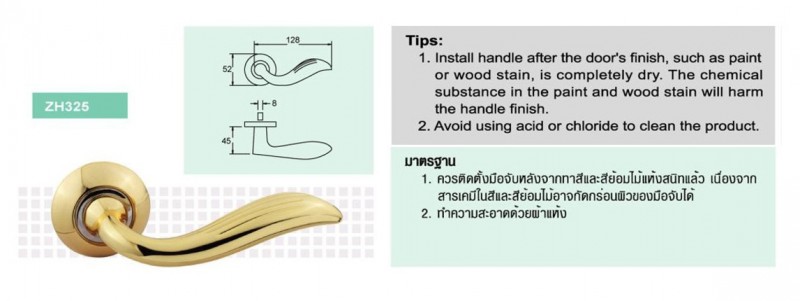 ZH325
128
52
8
45
Tips:
1. Install handle after the door's finish, such as paint
or wood stain, is completely dry. The chemical
substance in the paint and wood stain will harm
the handle finish.
2. Avoid using acid or chloride to clean the product.
มาตรฐาน
1. ควรติดตั้งมือจับหลังจากทาสีและสีย้อมไม้แห้งสนิทแล้ว เนื่องจาก
สารเคมีในสีและสีย้อมไม้อาจกัดกร่อนผิวของมือจับได้
2. ทำความสะอาดด้วยผ้าแห้ง